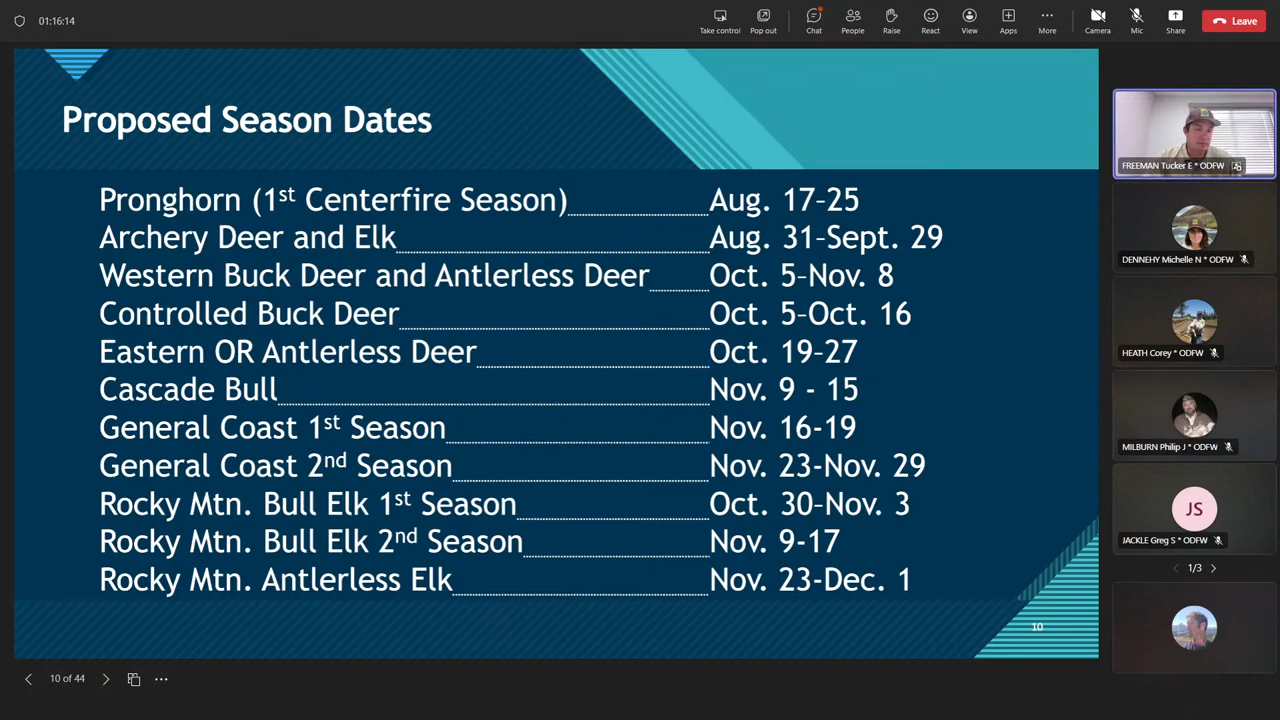 01:16:14
Take control
Pop out
Chat
People
Raise
React
View
Apps
More
Camera
Mic
Share
Leave
Proposed Season Dates
Pronghorn (1st Centerfire Season) Aug. 17–25
Archery Deer and Elk Aug. 31–Sept. 29
Western Buck Deer and Antlerless Deer Oct. 5–Nov. 8
Controlled Buck Deer Oct. 5–Oct. 16
Eastern OR Antlerless Deer Oct. 19–27
Cascade Bull Nov. 9 - 15
General Coast 1st Season Nov. 16-19
General Coast 2nd Season Nov. 23-Nov. 29
Rocky Mtn. Bull Elk 1st Season Oct. 30–Nov. 3
Rocky Mtn. Bull Elk 2nd Season Nov. 9-17
Rocky Mtn. Antlerless Elk Nov. 23-Dec. 1
10
10 of 44
FREEMAN Tucker E * ODFW
DENNEHY Michelle N * ODFW
HEATH Corey * ODFW
MILBURN Philip J * ODFW
JS
JACKLE Greg S * ODFW
1/3